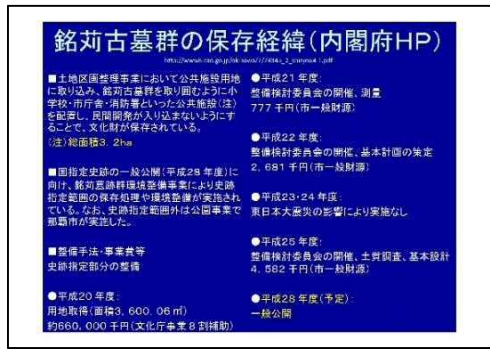 銘苅古墓群の保存経緯(内閣府HP)
■土地区画整理事業において公共施設用地
に取り込み、銘苅古墓群を取り囲むように小
学校・市庁舎・消防署といった公共施設(注)
を配置し、民間開発が入り込まないようにす
ることで、文化財が保存されている。
(注)総面積3．2ha
■国指定史跡の一般公開(平成28年度)に
向け、銘苅墓跡群環境整備事業により史跡
指定範囲の保存処理や環境整備が実施され
ている。なお、史跡指定範囲外は公園事業で
那覇市が実施した。
■整備手法・事業費等
史跡指定部分の整備
●平成20年度：
用地取得(面積3，600．06㎡)
約660，000千円(文化庁事業8割補助)
●平成21年度：
整備検討委員会の開催、測量
777千円(市一般財源)
●平成22年度：
整備検討委員会の開催、基本計画の策定
2，681千円(市一般財源)
●平成23・24年度：
東日本大震災の影響により実施なし
●平成25年度：
整備検討委員会の開催、土質調査、基本設計
4．582千円(市一般財源)
●平成28年度(予定)：
一般公開